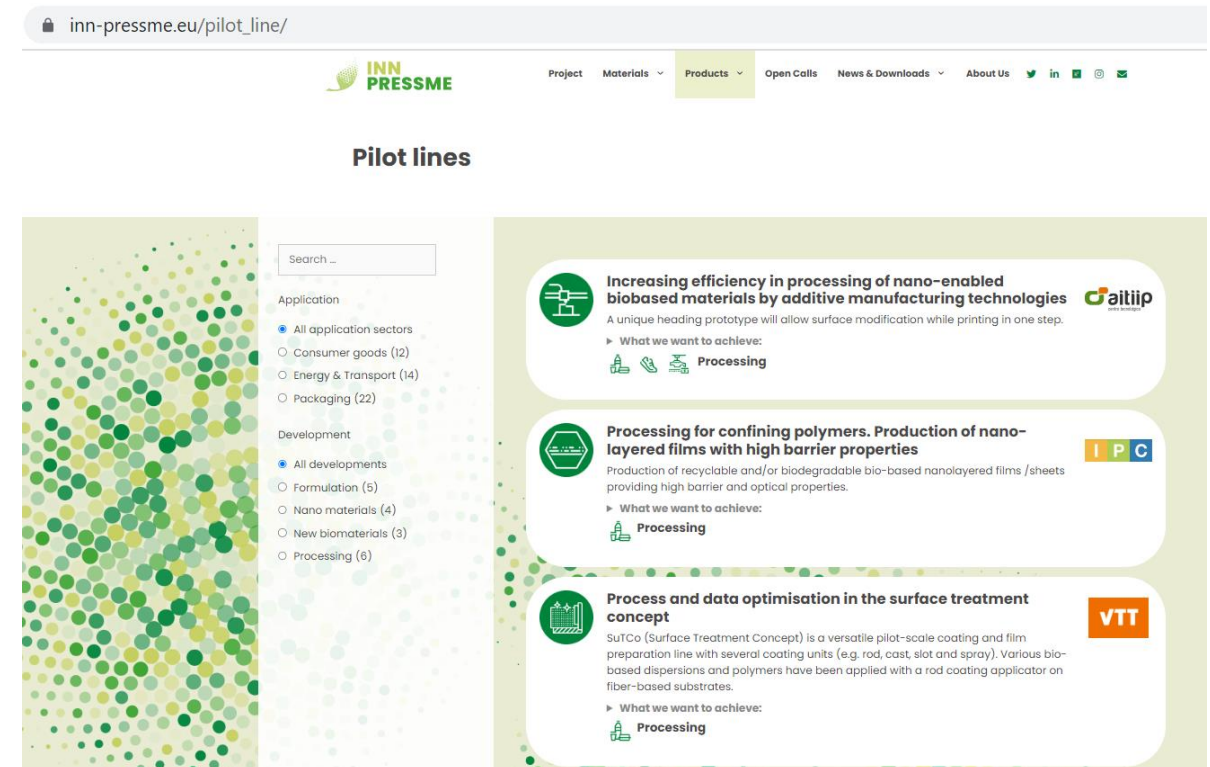 inn-pressme.eu/pilot_line/
INN
PRESSME
Project Materials Products Open Calls News & Downloads About Us
Pilot lines
Search ...
Application
All application sectors
Consumer goods (12)
Energy & Transport (14)
Packaging (22)
Development
All developments
Formulation (5)
Nano materials (4)
New biomaterials (3)
Processing (6)
Increasing efficiency in processing of nano-enabled
biobased materials by additive manufacturing technologies
A unique heading prototype will allow surface modification while printing in one step.
What we want to achieve:
Processing
aitiip
Processing for confining polymers. Production of nano-
layered films with high barrier properties
Production of recyclable and/or biodegradable bio-based nanolayered films /sheets
providing high barrier and optical properties.
What we want to achieve:
Processing
IPC
Process and data optimisation in the surface treatment
concept
SuTCo (Surface Treatment Concept) is a versatile pilot-scale coating and film
preparation line with several coating units (e.g. rod, cast, slot and spray). Various bio-
based dispersions and polymers have been applied with a rod coating applicator on
fiber-based substrates.
What we want to achieve:
Processing
VTT